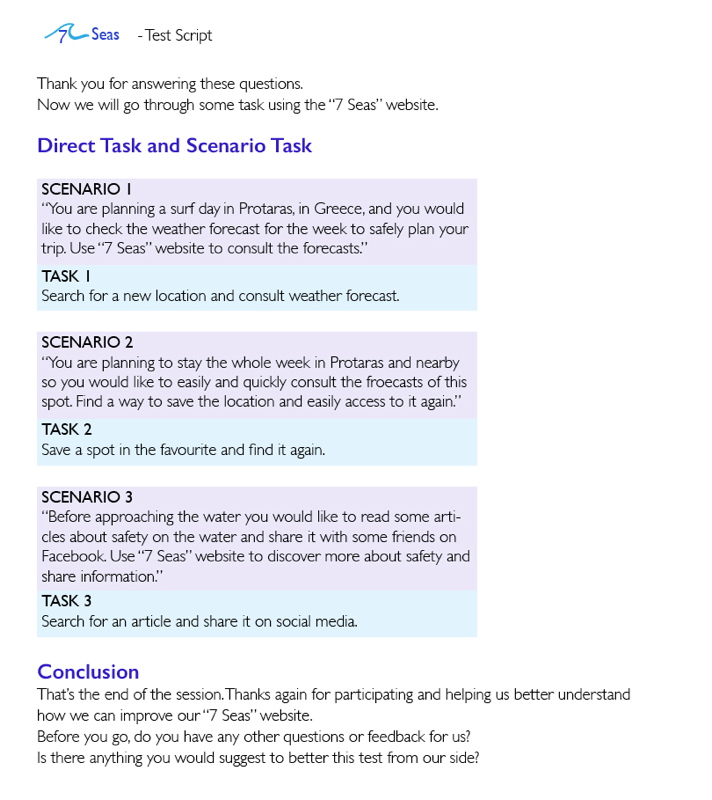 7 Seas - Test Script
Thank you for answering these questions.
Now we will go through some task using the “7 Seas” website.
Direct Task and Scenario Task
SCENARIO 1
“You are planning a surf day in Protaras, in Greece, and you would
like to check the weather forecast for the week to safely plan your
trip. Use “7 Seas” website to consult the forecasts.”
TASK 1
Search for a new location and consult weather forecast.
SCENARIO 2
“You are planning to stay the whole week in Protaras and nearby
so you would like to easily and quickly consult the froecasts of this
spot. Find a way to save the location and easily access to it again.”
TASK 2
Save a spot in the favourite and find it again.
SCENARIO 3
“Before approaching the water you would like to read some arti-
cles about safety on the water and share it with some friends on
Facebook. Use “7 Seas” website to discover more about safety and
share information.”
TASK 3
Search for an article and share it on social media.
Conclusion
That’s the end of the session. Thanks again for participating and helping us better understand
how we can improve our “7 Seas” website.
Before you go, do you have any other questions or feedback for us?
Is there anything you would suggest to better this test from our side?